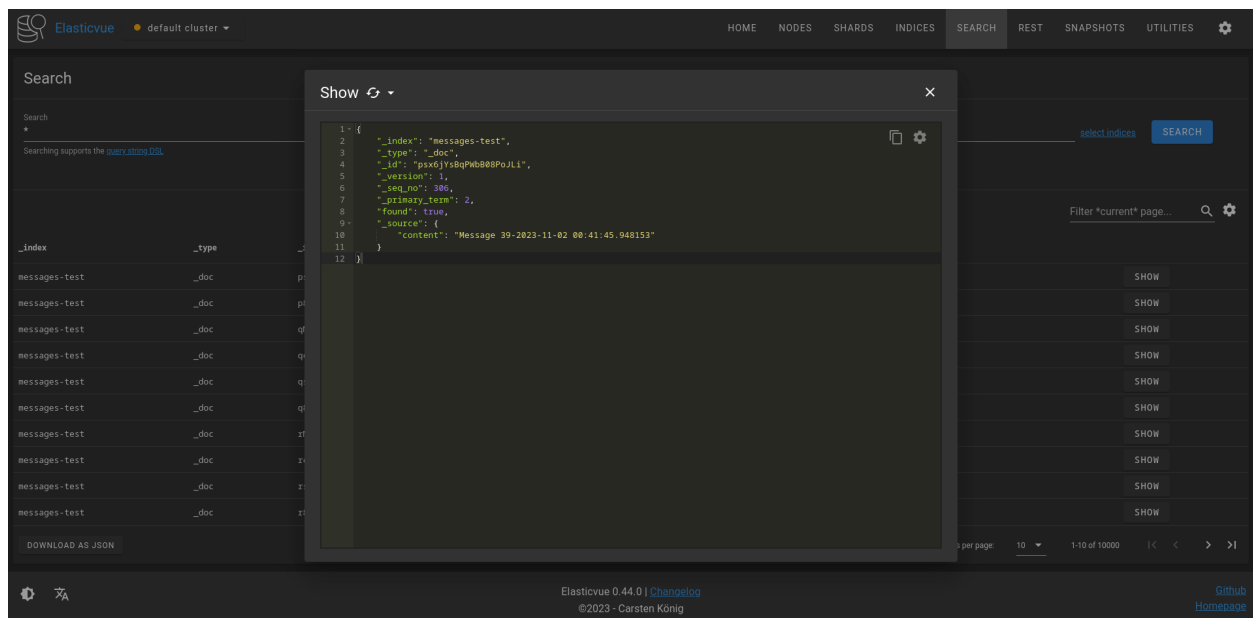 Elasticvue default cluster HOME NODES SHARDS INDICES SEARCH REST SNAPSHOTS UTILITIES
Search
Show
Search
*
select indices SEARCH
Searching supports the query string DSL
1 {
2 "_index": "messages-test",
3 "_type": "_doc",
4 "_id": "psx6jYsBqPWbB08PoJLi",
5 "_version": 1,
6 "_seq_no": 306,
7 "_primary_term": 2,
8 "found": true,
9 "_source": {
10 "content": "Message 39-2023-11-02 00:41:45.948153"
11 }
12 }
Filter *current* page...
_index _type
messages-test _doc SHOW
messages-test _doc SHOW
messages-test _doc SHOW
messages-test _doc SHOW
messages-test _doc SHOW
messages-test _doc SHOW
messages-test _doc SHOW
messages-test _doc SHOW
messages-test _doc SHOW
messages-test _doc SHOW
DOWNLOAD AS JSON per page: 10 1-10 of 10000
Elasticvue 0.44.0 | Changelog
©2023 - Carsten König
Github
Homepage